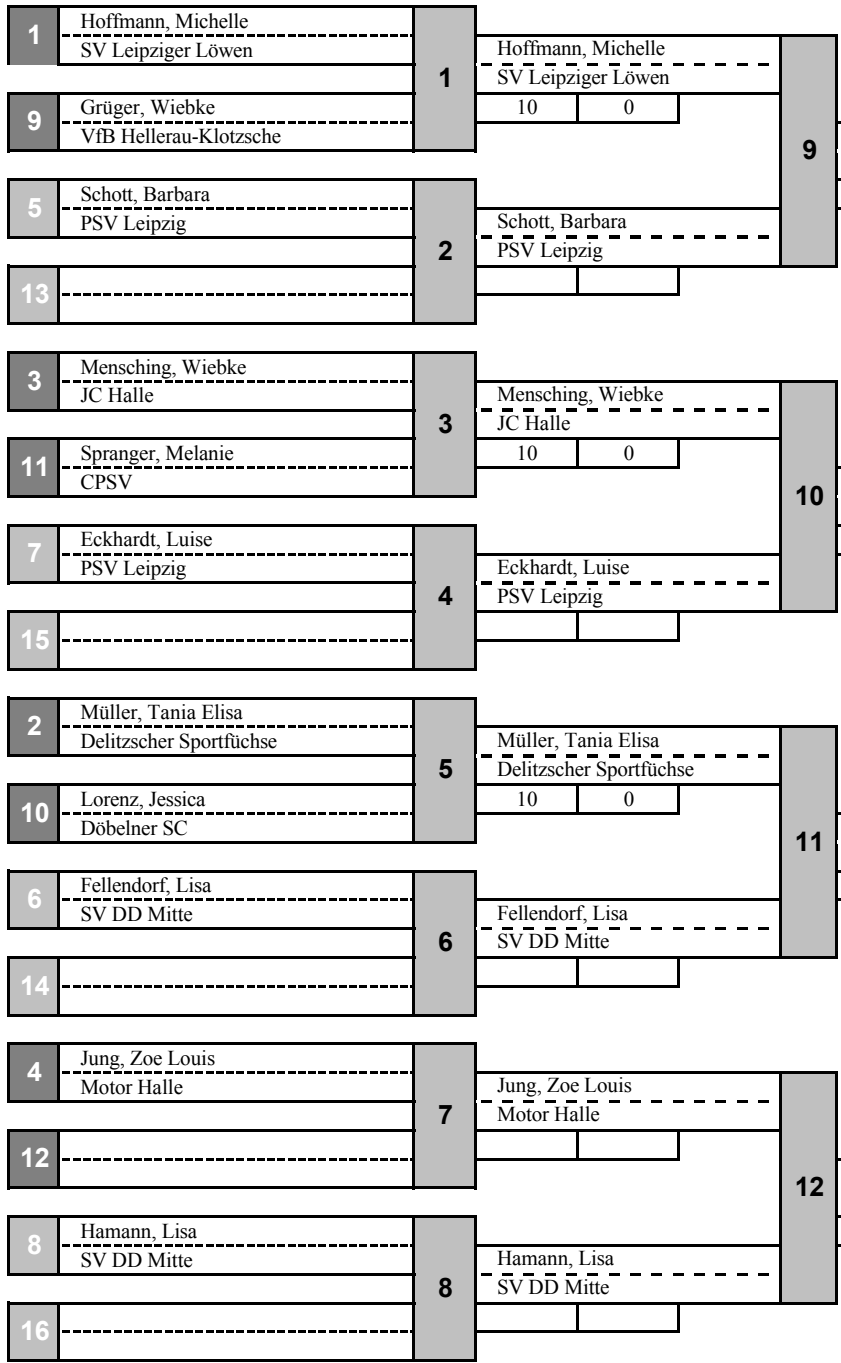 1
Hoffmann, Michelle
SV Leipziger Löwen
9
Grüger, Wiebke
VfB Hellerau-Klotzsche
1
Hoffmann, Michelle
SV Leipziger Löwen
10 0
5
Schott, Barbara
PSV Leipzig
13
2
Schott, Barbara
PSV Leipzig
9
3
Mensching, Wiebke
JC Halle
11
Spranger, Melanie
CPSV
3
Mensching, Wiebke
JC Halle
10 0
7
Eckhardt, Luise
PSV Leipzig
15
4
Eckhardt, Luise
PSV Leipzig
10
2
Müller, Tania Elisa
Delitzscher Sportfüchse
10
Lorenz, Jessica
Döbelner SC
5
Müller, Tania Elisa
Delitzscher Sportfüchse
10 0
6
Fellendorf, Lisa
SV DD Mitte
14
6
Fellendorf, Lisa
SV DD Mitte
11
4
Jung, Zoe Louis
Motor Halle
12
7
Jung, Zoe Louis
Motor Halle
8
Hamann, Lisa
SV DD Mitte
16
8
Hamann, Lisa
SV DD Mitte
12